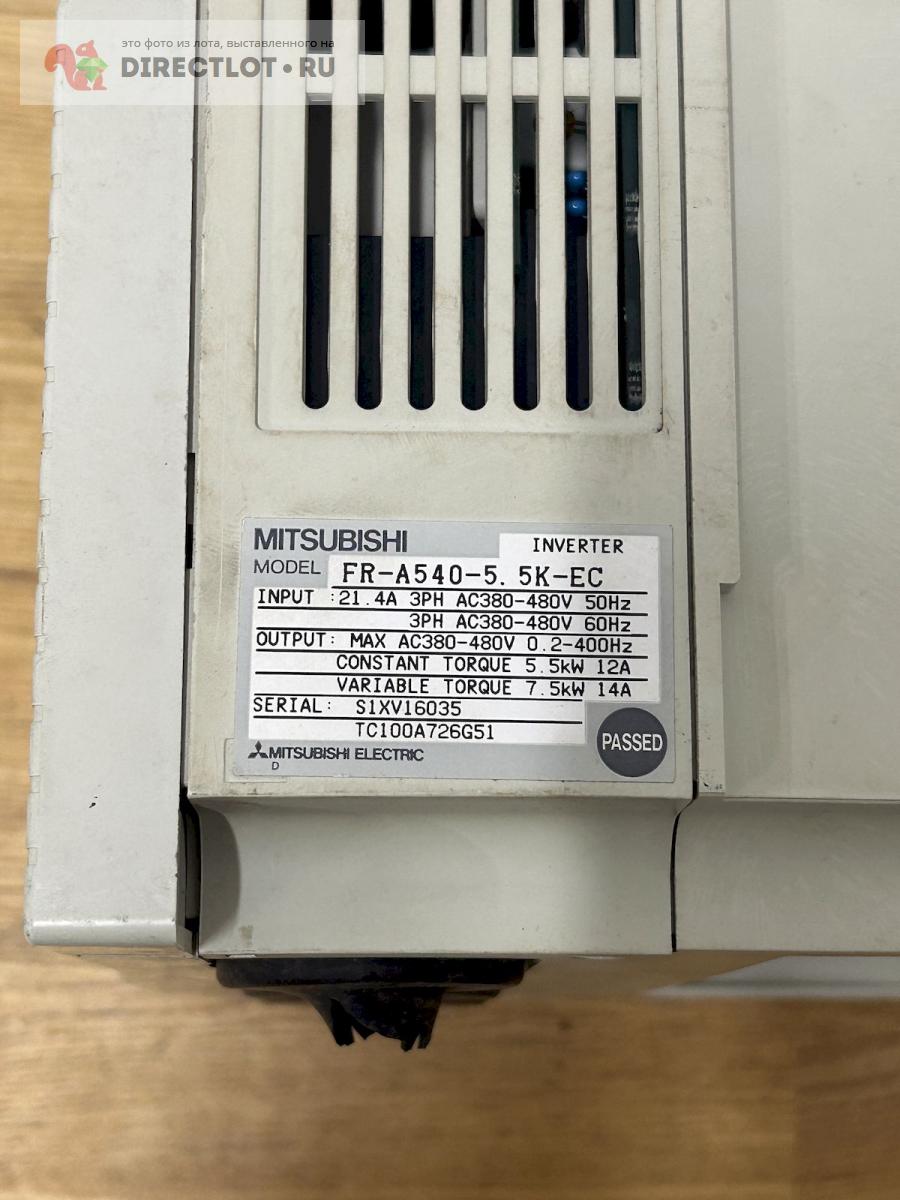 это фото из лота, выставленного на
DIRECTLOT•RU
MITSUBISHI
INVERTER
MODEL FR-A540-5.5K-EC
INPUT :21.4A 3PH AC380-480V 50Hz
3PH AC380-480V 60Hz
OUTPUT: MAX AC380-480V 0.2-400Hz
CONSTANT TORQUE 5.5kW 12A
VARIABLE TORQUE 7.5kW 14A
SERIAL: S1XV16035
TC100A726G51
PASSED
MITSUBISHI ELECTRIC
D